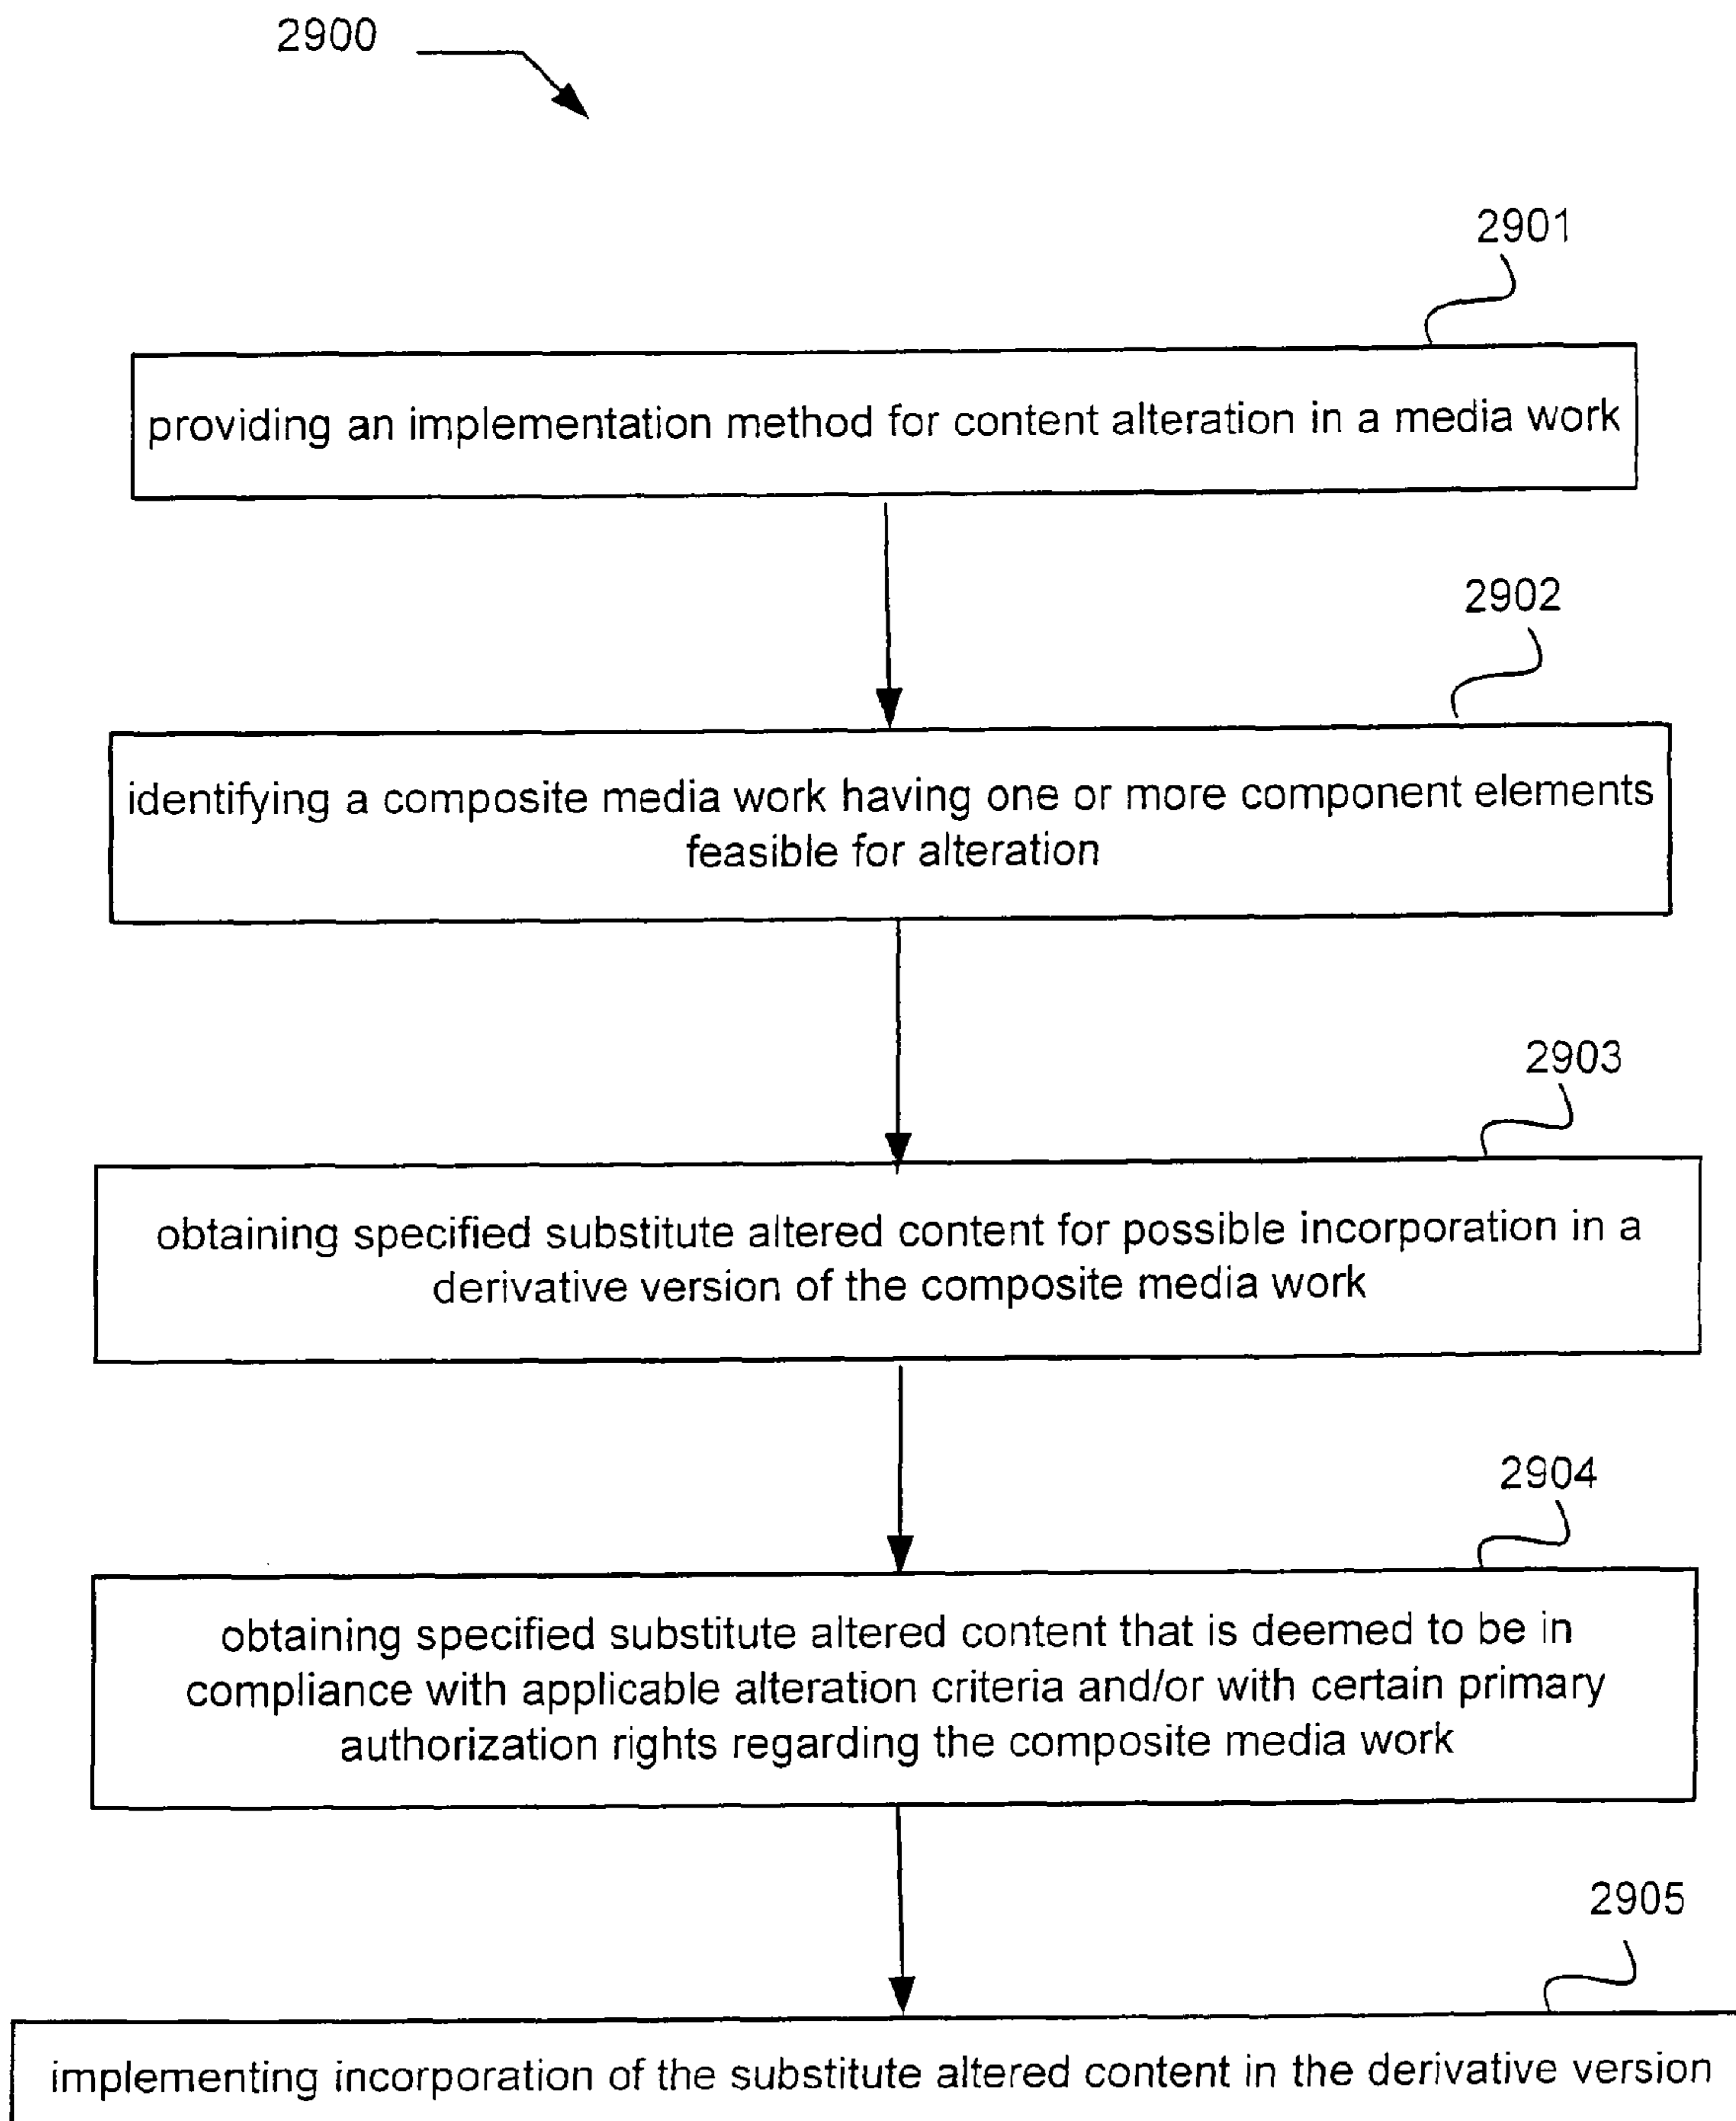 2900
2901
providing an implementation method for content alteration in a media work
2902
identifying a composite media work having one or more component elements
feasible for alteration
2903
obtaining specified substitute altered content for possible incorporation in a
derivative version of the composite media work
2904
obtaining specified substitute altered content that is deemed to be in
compliance with applicable alteration criteria and/or with certain primary
authorization rights regarding the composite media work
2905
implementing incorporation of the substitute altered content in the derivative version